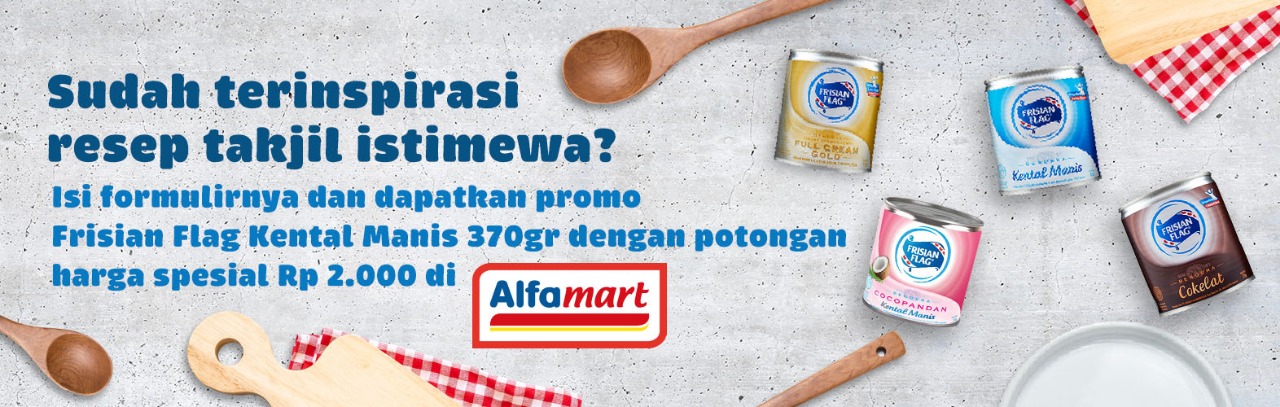 Sudah terinspirasi
resep takjil istimewa?
Isi formulirnya dan dapatkan promo
Frisian Flag Kental Manis 370gr dengan potongan
harga spesial Rp 2.000 di
Alfamart
FRISIAN
FLAG
FULL CREAM
GOLD
FRISIAN
FLAG
Kental Manis
FRISIAN
FLAG
COCOPANDAN
Kental Manis
FRISIAN
FLAG
Cokelat